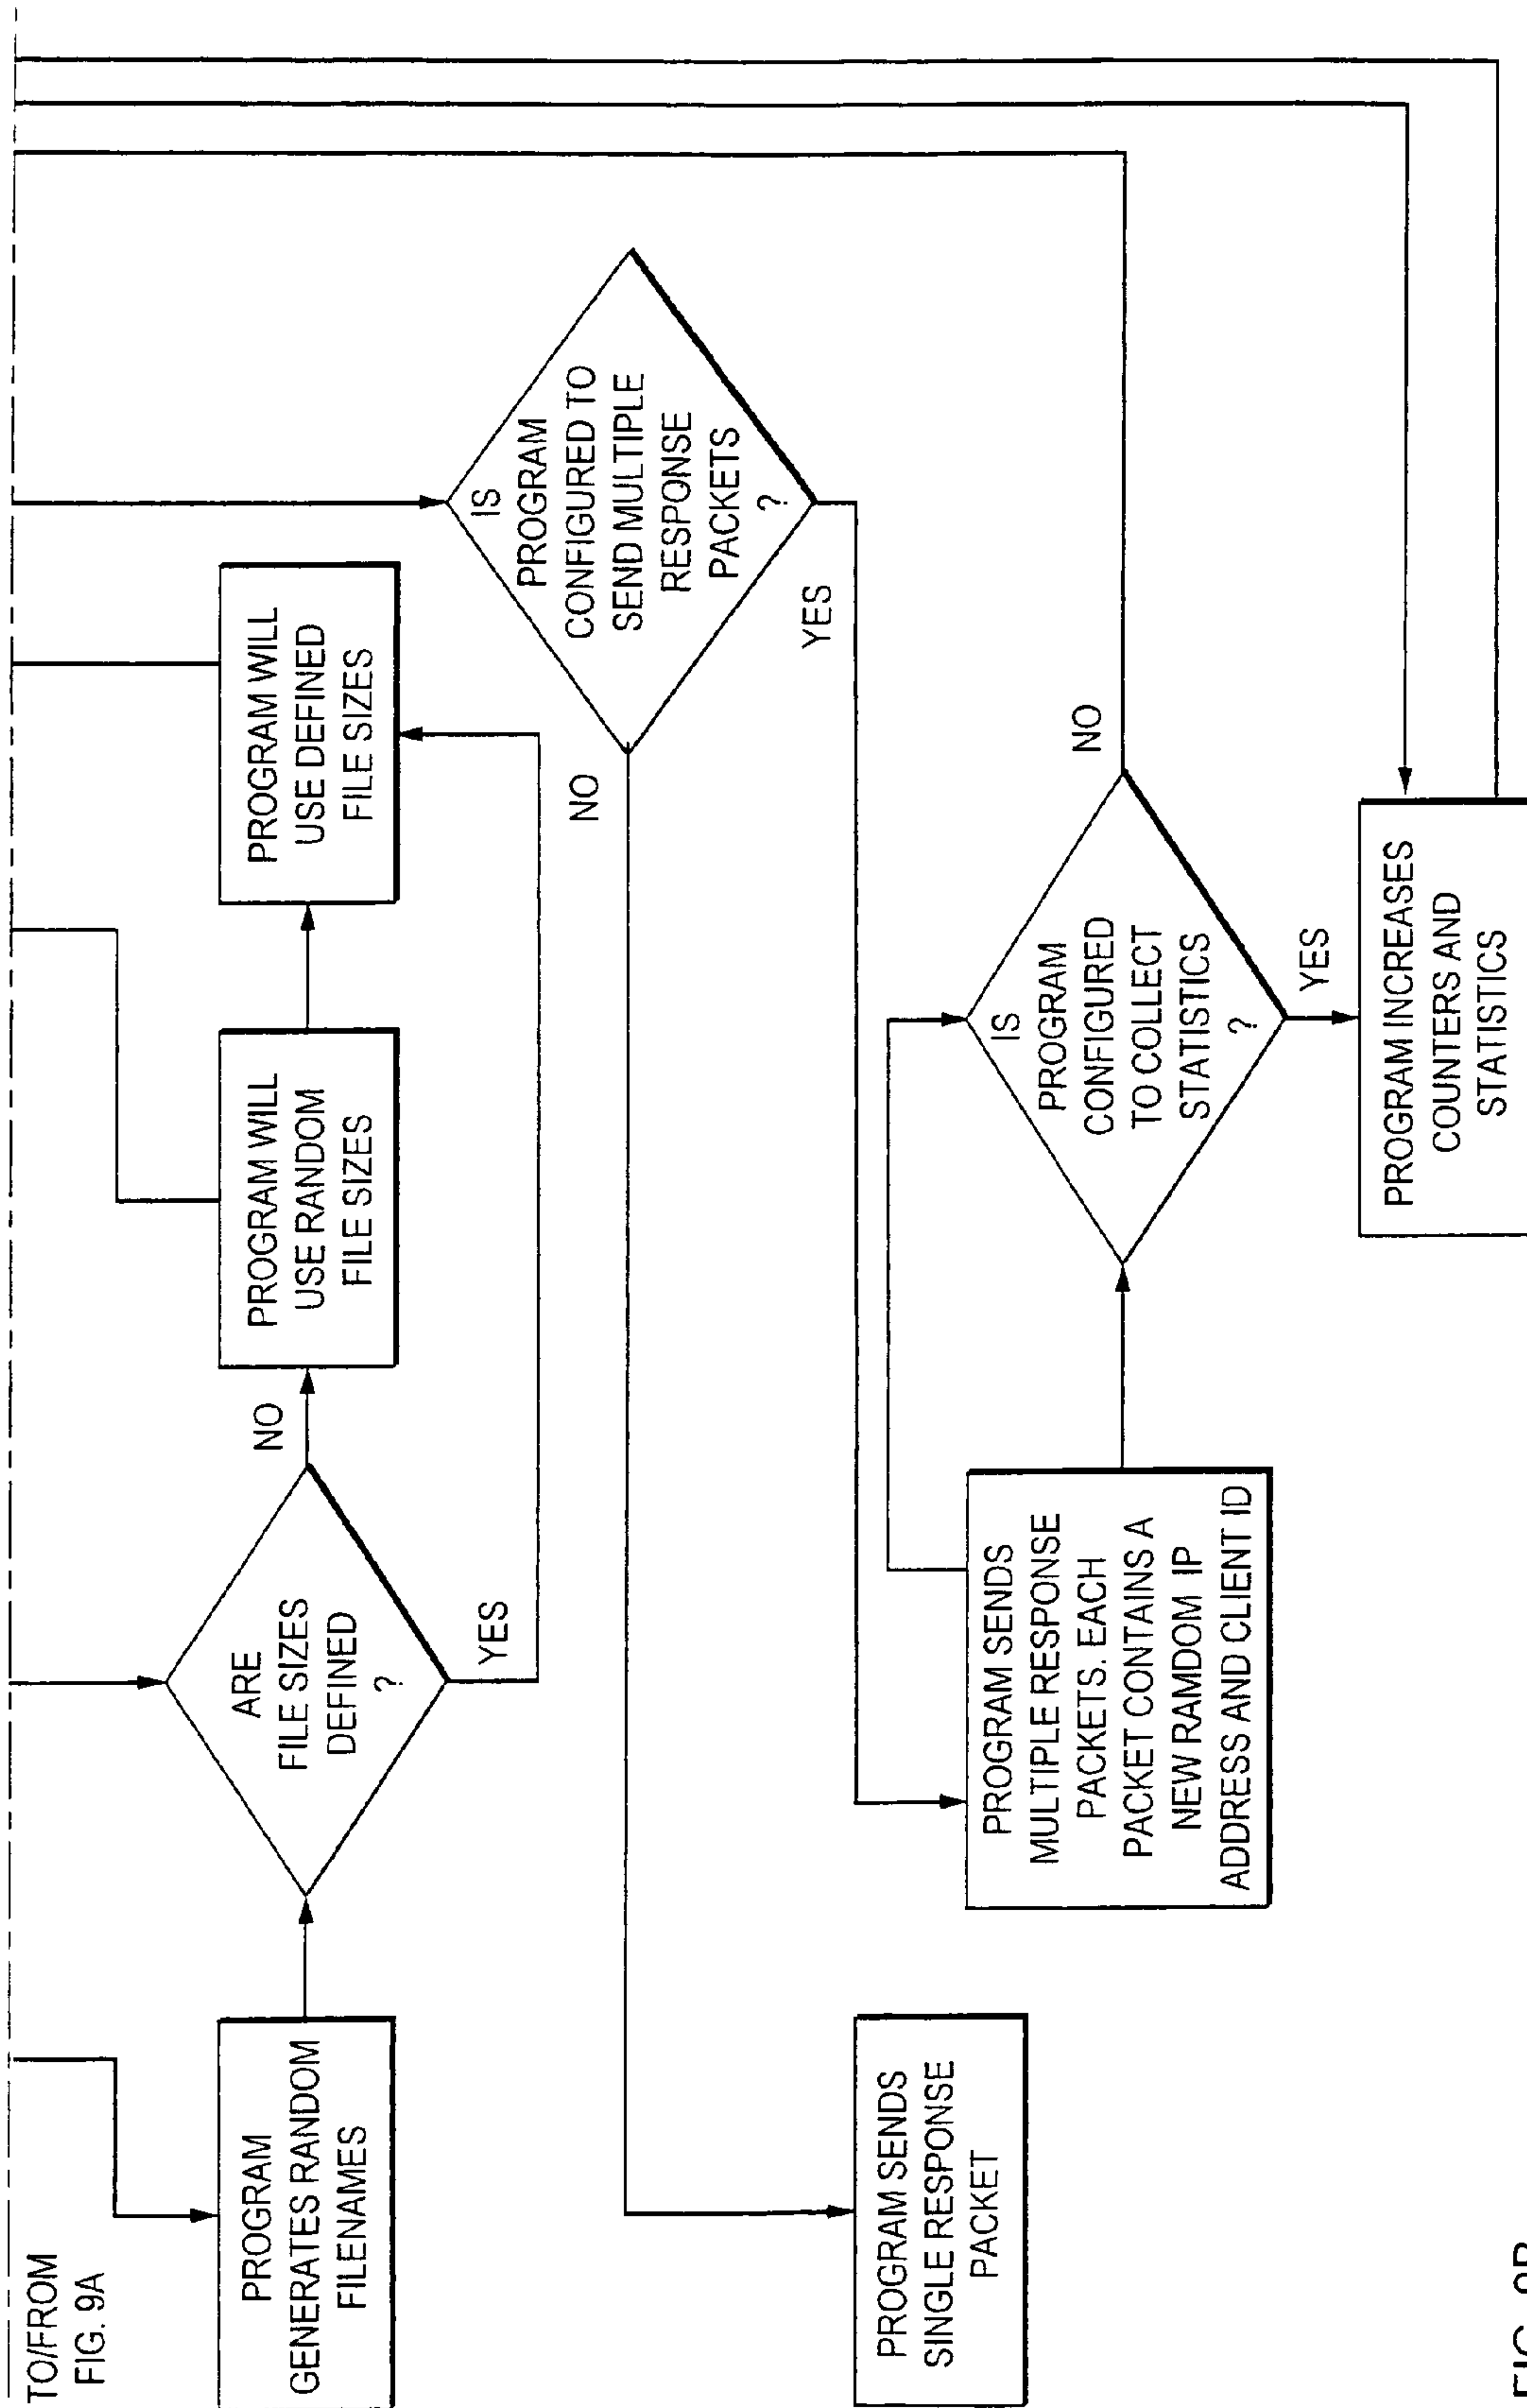 TO/FROM
FIG. 9A
PROGRAM
GENERATES RANDOM
FILENAMES
ARE
FILE SIZES
DEFINED
?
NO
YES
PROGRAM WILL
USE RANDOM
FILE SIZES
PROGRAM WILL
USE DEFINED
FILE SIZES
IS
PROGRAM
CONFIGURED TO
SEND MULTIPLE
RESPONSE
PACKETS
?
NO
YES
PROGRAM SENDS
SINGLE RESPONSE
PACKET
PROGRAM SENDS
MULTIPLE RESPONSE
PACKETS. EACH
PACKET CONTAINS A
NEW RAMDOM IP
ADDRESS AND CLIENT ID
IS
PROGRAM
CONFIGURED
TO COLLECT
STATISTICS
?
NO
YES
PROGRAM INCREASES
COUNTERS AND
STATISTICS
FIG.